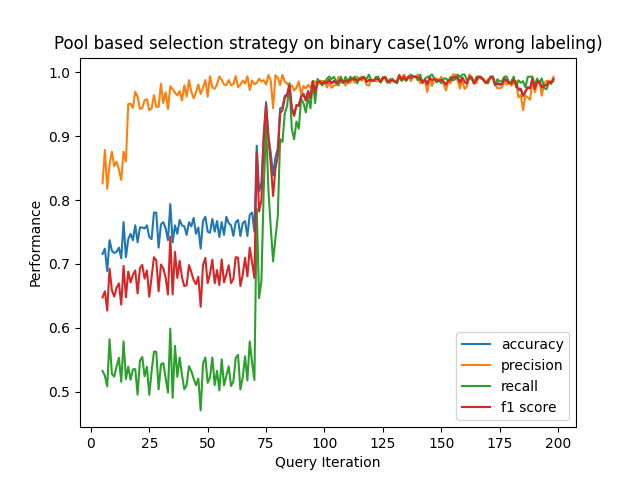 Pool based selection strategy on binary case(10% wrong labeling)
1.0
0.9
0.8
0.7
0.6
0.5
Performance
0
25
50
75
100
125
150
175
200
Query Iteration
accuracy
precision
recall
f1 score